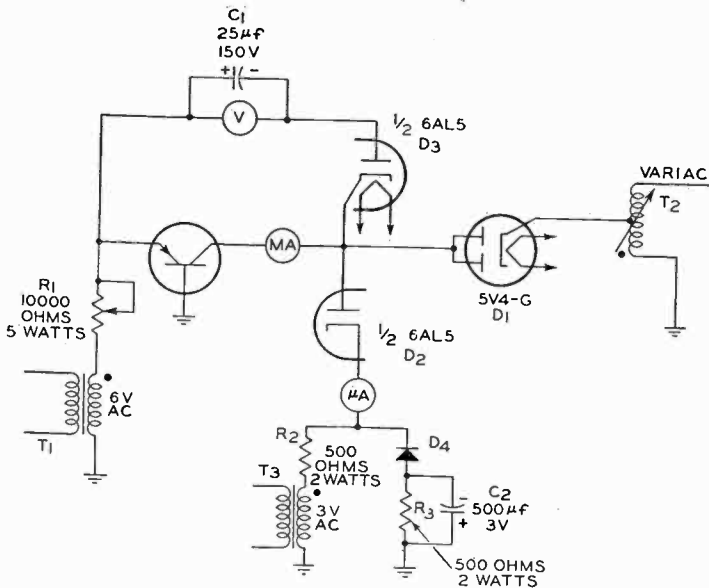 C1
25µf
150V
+ -
V
1/2 6AL5
D3
VARIAC
T2
MA
5V4-G
D1
R1
10000
OHMS
5 WATTS
1/2 6AL5
D2
µA
6V
AC
T1
R2
500
OHMS
2 WATTS
D4
T3
3V
AC
R3
-
+
C2
500µf
3V
500 OHMS
2 WATTS